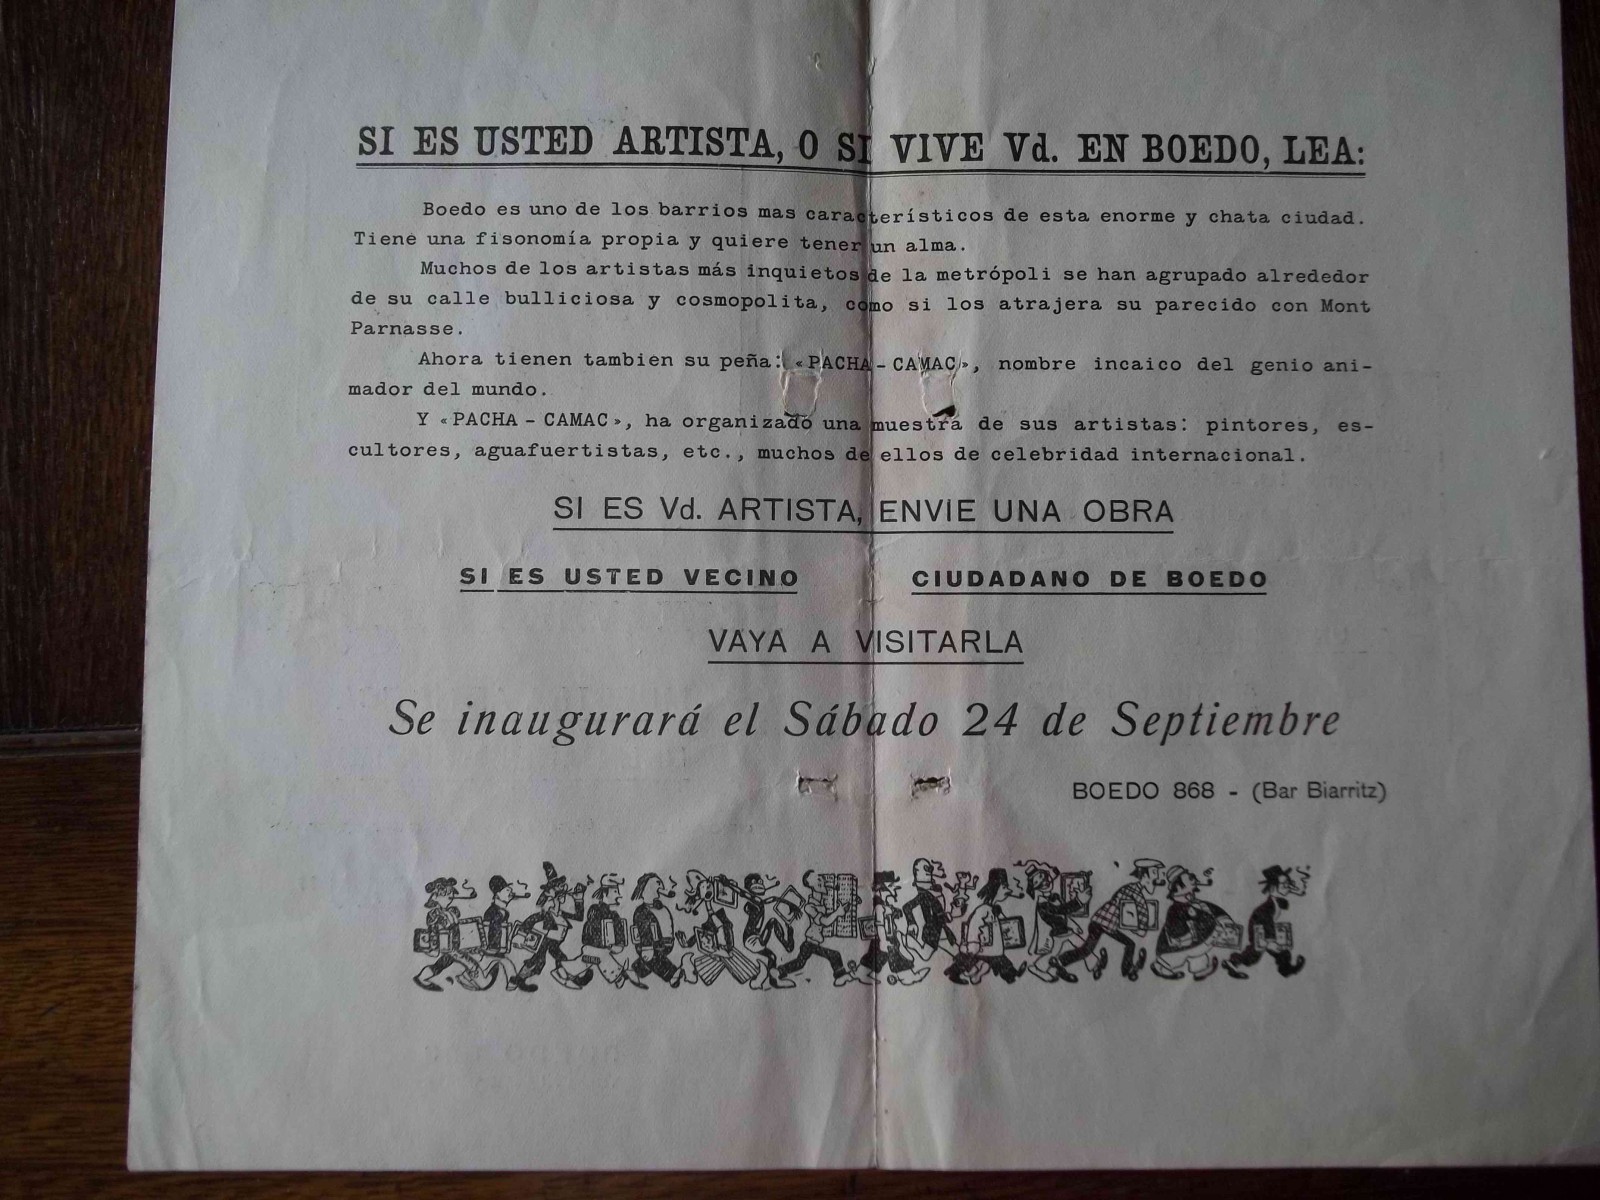 SI ES USTED ARTISTA, O SI VIVE Vd. EN BOEDO, LEA:
Boedo es uno de los barrios mas característicos de esta enorme y chata ciudad.
Tiene una fisonomía propia y quiere tener un alma.
Muchos de los artistas más inquietos de la metrópoli se han agrupado alrededor
de su calle bulliciosa y cosmopolita, como si los atrajera su parecido con Mont
Parnasse.
Ahora tienen tambien su peña: «PACHA - CAMAC», nombre incaico del genio ani-
mador del mundo.
Y «PACHA - CAMAC», ha organizado una muestra de sus artistas: pintores, es-
cultores, aguafuertistas, etc., muchos de ellos de celebridad internacional.
SI ES Vd. ARTISTA, ENVIE UNA OBRA
SI ES USTED VECINO CIUDADANO DE BOEDO
VAYA A VISITARLA
Se inaugurará el Sábado 24 de Septiembre
BOEDO 868 - (Bar Biarritz)